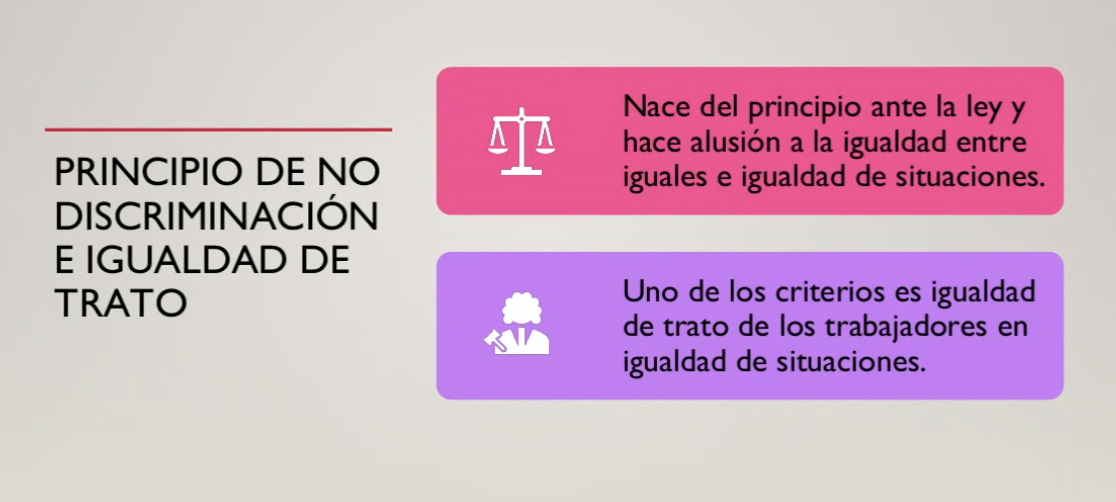 PRINCIPIO DE NO
DISCRIMINACIÓN
E IGUALDAD DE
TRATO
Nace del principio ante la ley y
hace alusión a la igualdad entre
iguales e igualdad de situaciones.
Uno de los criterios es igualdad
de trato de los trabajadores en
igualdad de situaciones.